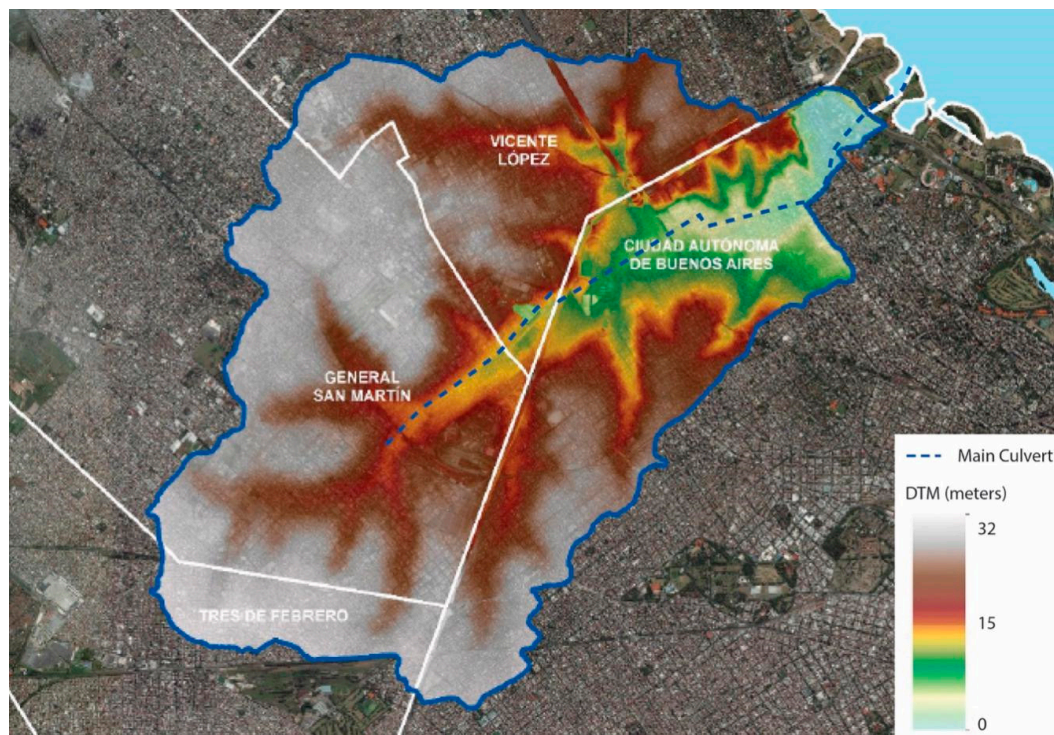 VICENTE
LÓPEZ
CIUDAD AUTÓNOMA
DE BUENOS AIRES
GENERAL
SAN MARTÍN
TRES DE FEBRERO
Main Culvert
DTM (meters)
32
15
0